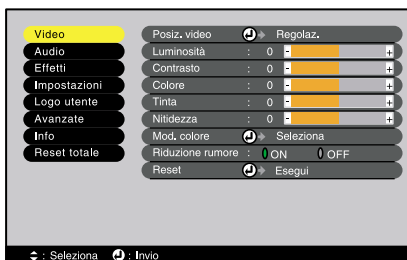 Video
Audio
Effetti
Impostazioni
Logo utente
Avanzate
Info
Reset totale
Posiz. video Regolaz.
Luminosità : 0 - +
Contrasto : 0 - +
Colore : 0 - +
Tinta : 0 - +
Nitidezza : 0 - +
Mod. colore Seleziona
Riduzione rumore : ON OFF
Reset Esegui
: Seleziona : Invio